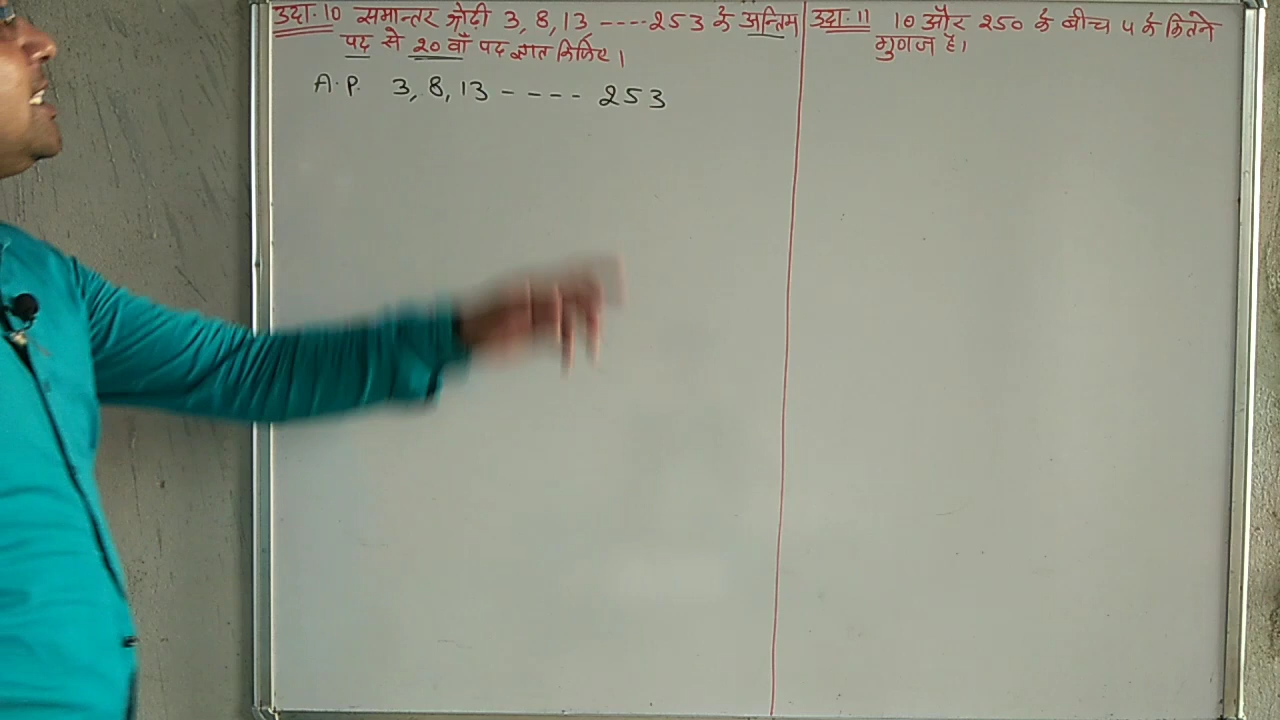 उदा.10 समान्तर श्रेढ़ी 3, 8, 13 ---- 253 के अन्तिम
पद से 20 वाँ पद ज्ञात किजिए।
A.P. 3, 8, 13 ----- 253
उदा.11 10 और 250 के बीच 4 के कितने
गुणज है।